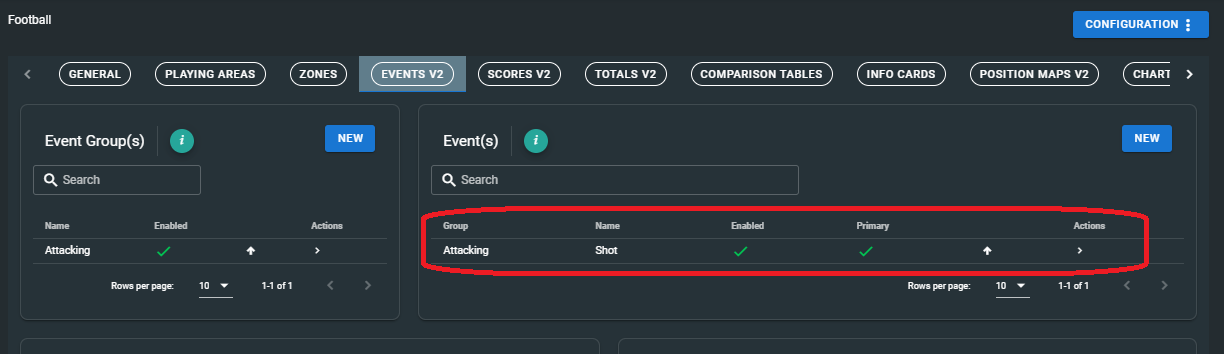 Football
CONFIGURATION
GENERAL PLAYING AREAS ZONES EVENTS V2 SCORES V2 TOTALS V2 COMPARISON TABLES INFO CARDS POSITION MAPS V2 CHART
Event Group(s) i NEW
Search
Name Enabled Actions
Attacking
Rows per page: 10 1-1 of 1
Event(s) i NEW
Search
Group Name Enabled Primary Actions
Attacking Shot
Rows per page: 10 1-1 of 1